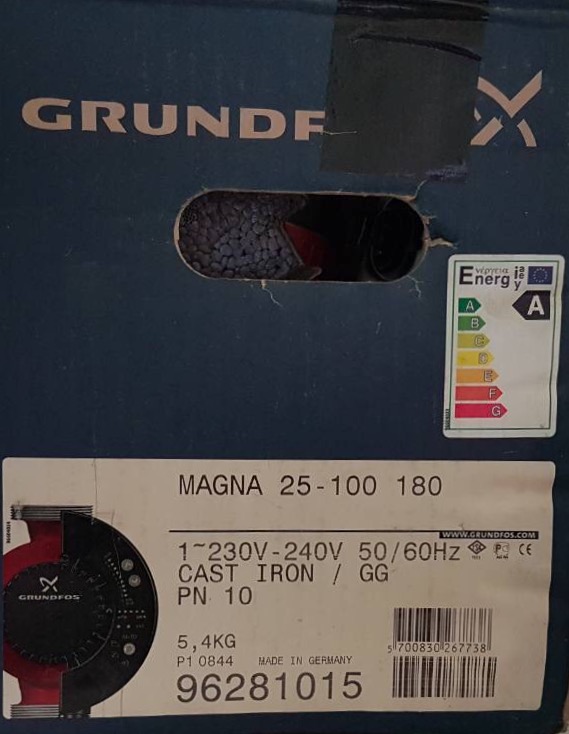 GRUNDF
Energ
A
A
B
C
D
E
F
G
MAGNA 25-100 180
WWW.GRUNDFOS.COM
1~230V-240V 50/60Hz
CE
CAST IRON / GG
GRUNDFOS
PN 10
5,4KG
P1 0844 MADE IN GERMANY
5 700830 267738
96281015